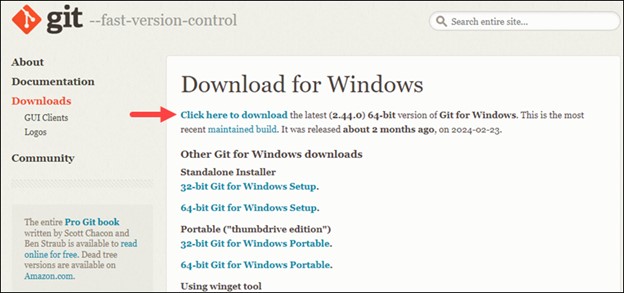 git --fast-version-control
Search entire site...
About
Documentation
Downloads
GUI Clients
Logos
Community
The entire Pro Git book
written by Scott Chacon and
Ben Straub is available to read
online for free. Dead tree
versions are available on
Amazon.com.
Download for Windows
Click here to download the latest (2.44.0) 64-bit version of Git for Windows. This is the most
recent maintained build. It was released about 2 months ago, on 2024-02-23.
Other Git for Windows downloads
Standalone Installer
32-bit Git for Windows Setup.
64-bit Git for Windows Setup.
Portable ("thumbdrive edition")
32-bit Git for Windows Portable.
64-bit Git for Windows Portable.
Using winget tool